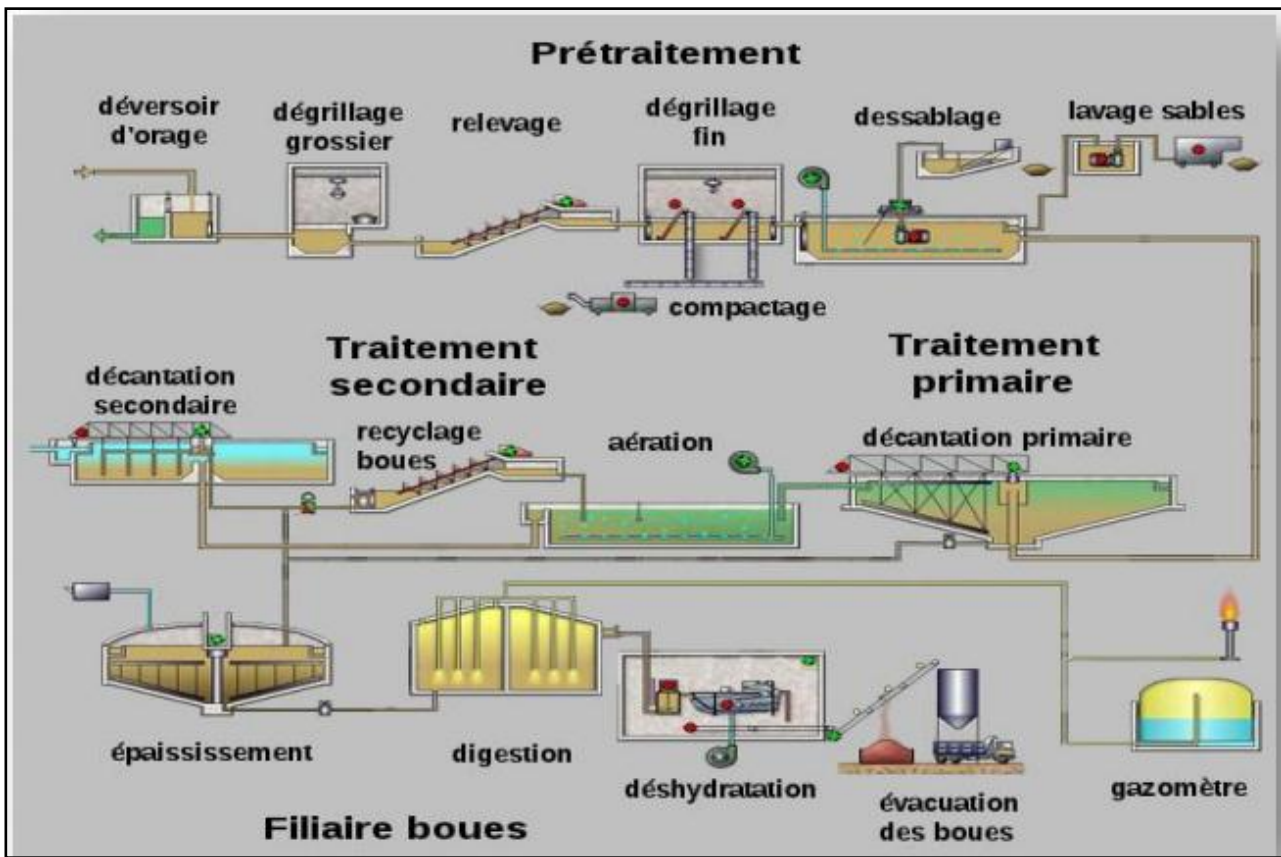 Prétraitement
déversoir
d'orage
dégrillage
grossier
relevage
dégrillage
fin
dessablage
lavage sables
compactage
Traitement
secondaire
Traitement
primaire
décantation
secondaire
recyclage
boues
aération
décantation primaire
épaississement
digestion
déshydratation
évacuation
des boues
gazomètre
Filiaire boues